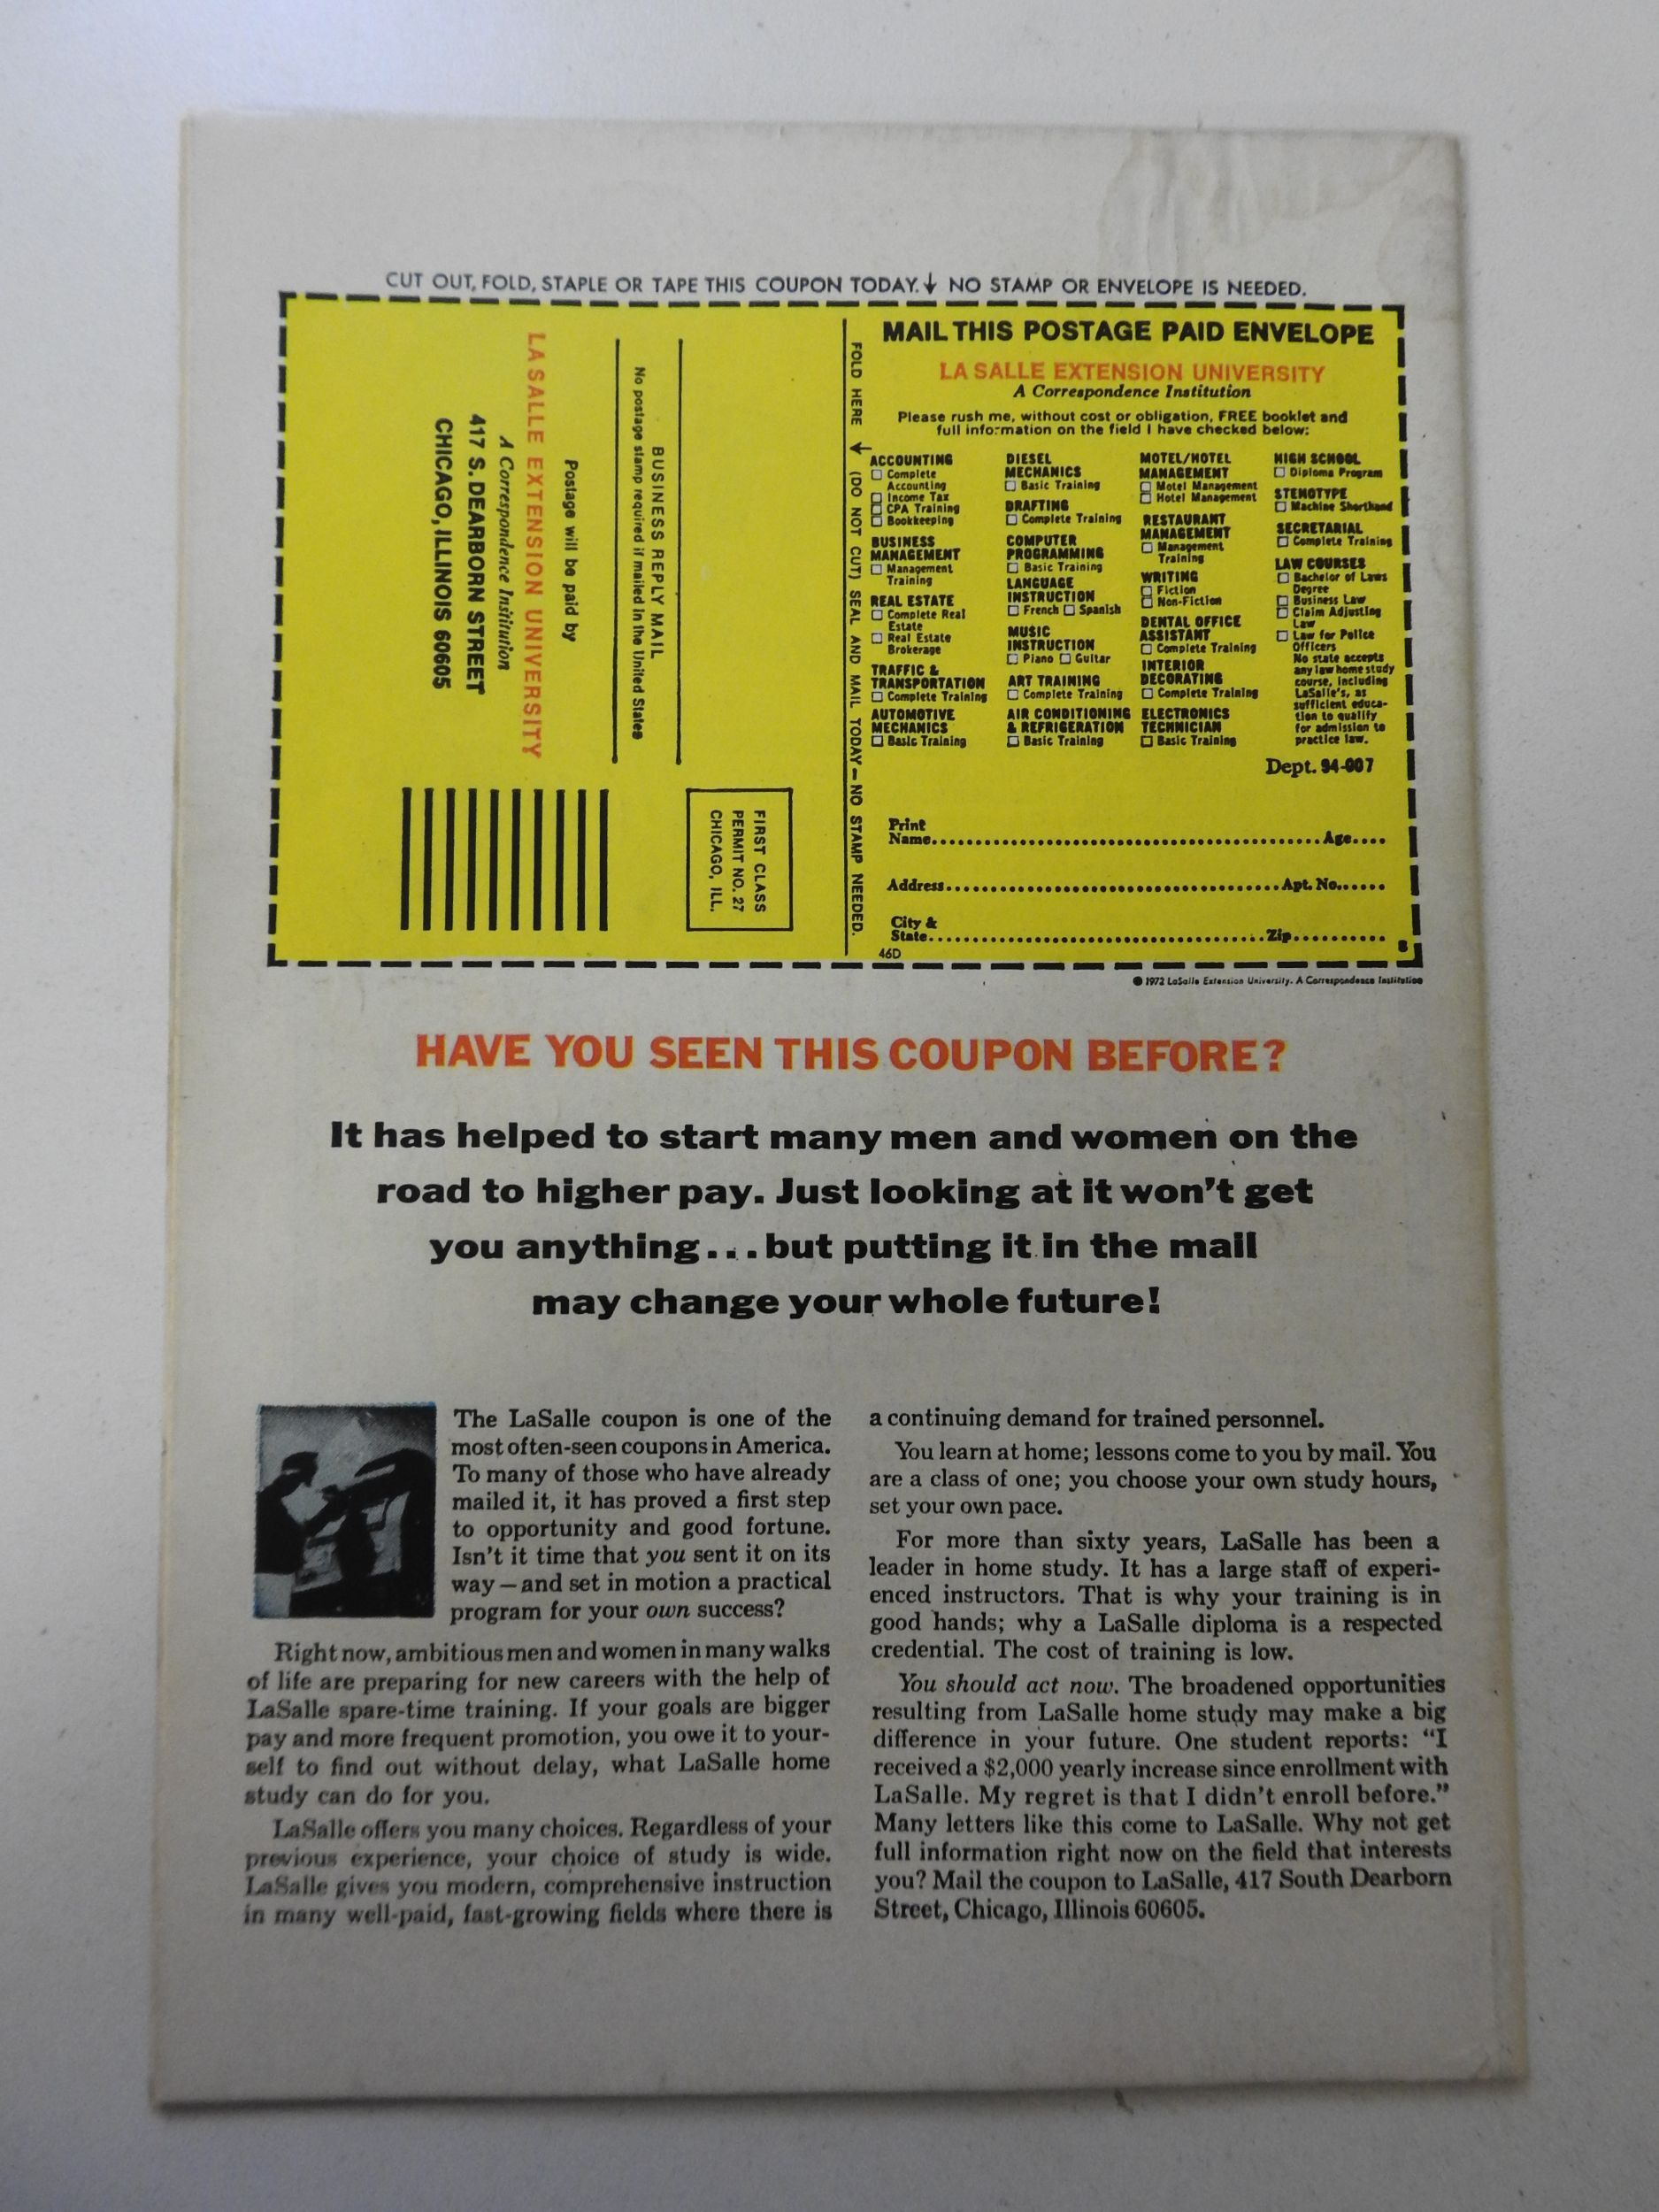 CUT OUT, FOLD, STAPLE OR TAPE THIS COUPON TODAY.↓ NO STAMP OR ENVELOPE IS NEEDED.
FIRST CLASS
PERMIT NO. 27
CHICAGO, ILL.
BUSINESS REPLY MAIL
No postage stamp required if mailed in the United States
Postage will be paid by
LA SALLE EXTENSION UNIVERSITY
A Correspondence Institution
417 S. DEARBORN STREET
CHICAGO, ILLINOIS 60605
FOLD HERE ↓ (DO NOT CUT) SEAL AND MAIL TODAY—NO STAMP NEEDED.
MAIL THIS POSTAGE PAID ENVELOPE
LA SALLE EXTENSION UNIVERSITY
A Correspondence Institution
Please rush me, without cost or obligation, FREE booklet and
full information on the field I have checked below:
ACCOUNTING
Complete
Accounting
Income Tax
CPA Training
Bookkeeping
BUSINESS
MANAGEMENT
Management
Training
REAL ESTATE
Complete Real
Estate
Real Estate
Brokerage
TRAFFIC &
TRANSPORTATION
Complete Training
AUTOMOTIVE
MECHANICS
Basic Training
DIESEL
MECHANICS
Basic Training
DRAFTING
Complete Training
COMPUTER
PROGRAMMING
Basic Training
LANGUAGE
INSTRUCTION
French Spanish
MUSIC
INSTRUCTION
Piano Guitar
ART TRAINING
Complete Training
AIR CONDITIONING
& REFRIGERATION
Basic Training
MOTEL/HOTEL
MANAGEMENT
Motel Management
Hotel Management
RESTAURANT
MANAGEMENT
Management
Training
WRITING
Fiction
Non-Fiction
DENTAL OFFICE
ASSISTANT
Complete Training
INTERIOR
DECORATING
Complete Training
ELECTRONICS
TECHNICIAN
Basic Training
HIGH SCHOOL
Diploma Program
STENOTYPE
Machine Shorthand
SECRETARIAL
Complete Training
LAW COURSES
Bachelor of Laws
Degree
Business Law
Claim Adjusting
Law
Law for Police
Officers
No state accepts
any law home study
course, including
LaSalle's, as
sufficient educa-
tion to qualify
for admission to
practice law.
Dept. 94-007
Print
Name Age
Address Apt. No.
City &
State Zip
46D 8
© 1972 LaSalle Extension University. A Correspondence Institution
HAVE YOU SEEN THIS COUPON BEFORE?
It has helped to start many men and women on the
road to higher pay. Just looking at it won't get
you anything...but putting it in the mail
may change your whole future!
The LaSalle coupon is one of the
most often-seen coupons in America.
To many of those who have already
mailed it, it has proved a first step
to opportunity and good fortune.
Isn't it time that you sent it on its
way—and set in motion a practical
program for your own success?
Right now, ambitious men and women in many walks
of life are preparing for new careers with the help of
LaSalle spare-time training. If your goals are bigger
pay and more frequent promotion, you owe it to your-
self to find out without delay, what LaSalle home
study can do for you.
LaSalle offers you many choices. Regardless of your
previous experience, your choice of study is wide.
LaSalle gives you modern, comprehensive instruction
in many well-paid, fast-growing fields where there is
a continuing demand for trained personnel.
You learn at home; lessons come to you by mail. You
are a class of one; you choose your own study hours,
set your own pace.
For more than sixty years, LaSalle has been a
leader in home study. It has a large staff of experi-
enced instructors. That is why your training is in
good hands; why a LaSalle diploma is a respected
credential. The cost of training is low.
You should act now. The broadened opportunities
resulting from LaSalle home study may make a big
difference in your future. One student reports: “I
received a $2,000 yearly increase since enrollment with
LaSalle. My regret is that I didn't enroll before.”
Many letters like this come to LaSalle. Why not get
full information right now on the field that interests
you? Mail the coupon to LaSalle, 417 South Dearborn
Street, Chicago, Illinois 60605.